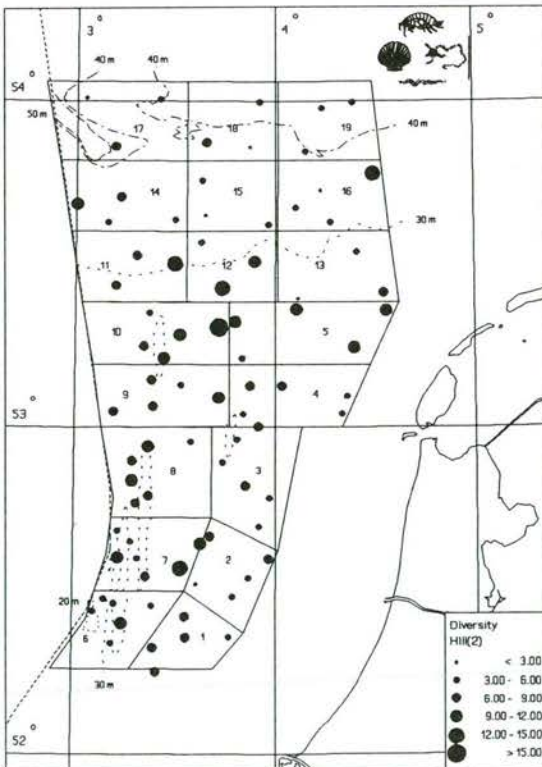 3°
4°
5°
40 m
40 m
54°
50 m
17
18
19
40 m
14
15
16
30 m
11
12
13
10
5
9
4
53°
8
3
7
2
20 m
6
1
30 m
52°
Diversity
Hill(2)
< 3.00
3.00 - 6.00
6.00 - 9.00
9.00 - 12.00
12.00 - 15.00
> 15.00